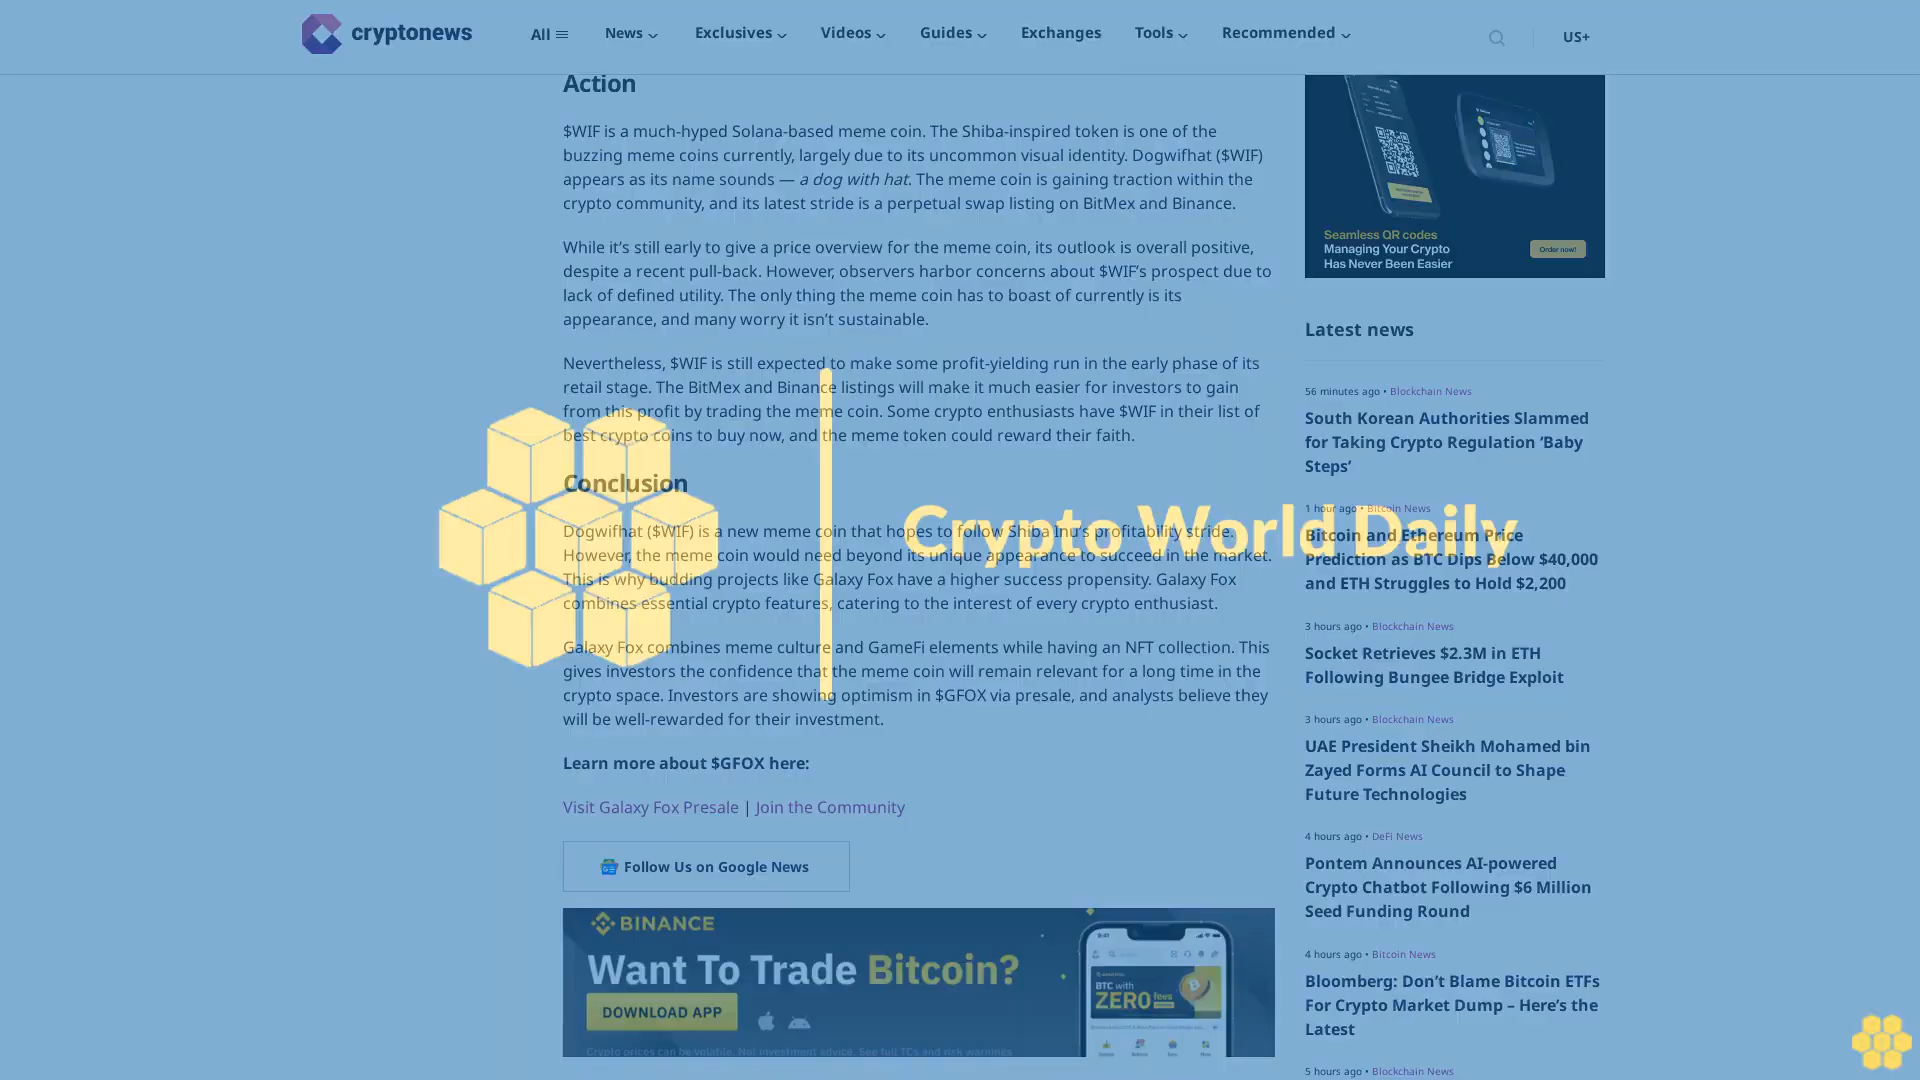 cryptonews
All
News
Exclusives
Videos
Guides
Exchanges
Tools
Recommended
US+
Action
$WIF is a much-hyped Solana-based meme coin. The Shiba-inspired token is one of the
buzzing meme coins currently, largely due to its uncommon visual identity. Dogwifhat ($WIF)
appears as its name sounds — a dog with hat. The meme coin is gaining traction within the
crypto community, and its latest stride is a perpetual swap listing on BitMex and Binance.
While it’s still early to give a price overview for the meme coin, its outlook is overall positive,
despite a recent pull-back. However, observers harbor concerns about $WIF’s prospect due to
lack of defined utility. The only thing the meme coin has to boast of currently is its
appearance, and many worry it isn’t sustainable.
Nevertheless, $WIF is still expected to make some profit-yielding run in the early phase of its
retail stage. The BitMex and Binance listings will make it much easier for investors to gain
from this profit by trading the meme coin. Some crypto enthusiasts have $WIF in their list of
best crypto coins to buy now, and the meme token could reward their faith.
Conclusion
Dogwifhat ($WIF) is a new meme coin that hopes to follow Shiba Inu’s profitability stride.
However, the meme coin would need beyond its unique appearance to succeed in the market.
This is why budding projects like Galaxy Fox have a higher success propensity. Galaxy Fox
combines essential crypto features, catering to the interest of every crypto enthusiast.
Galaxy Fox combines meme culture and GameFi elements while having an NFT collection. This
gives investors the confidence that the meme coin will remain relevant for a long time in the
crypto space. Investors are showing optimism in $GFOX via presale, and analysts believe they
will be well-rewarded for their investment.
Learn more about $GFOX here:
Visit Galaxy Fox Presale | Join the Community
Follow Us on Google News
BINANCE
Want To Trade Bitcoin?
DOWNLOAD APP
Crypto prices can be volatile. Not investment advice. See full TCs and risk warnings
9:41
BTC with
ZERO fees
Crypto World Daily
Seamless QR codes
Managing Your Crypto
Has Never Been Easier
Order now!
Latest news
56 minutes ago • Blockchain News
South Korean Authorities Slammed
for Taking Crypto Regulation ‘Baby
Steps’
1 hour ago • Bitcoin News
Bitcoin and Ethereum Price
Prediction as BTC Dips Below $40,000
and ETH Struggles to Hold $2,200
3 hours ago • Blockchain News
Socket Retrieves $2.3M in ETH
Following Bungee Bridge Exploit
3 hours ago • Blockchain News
UAE President Sheikh Mohamed bin
Zayed Forms AI Council to Shape
Future Technologies
4 hours ago • DeFi News
Pontem Announces AI-powered
Crypto Chatbot Following $6 Million
Seed Funding Round
4 hours ago • Bitcoin News
Bloomberg: Don’t Blame Bitcoin ETFs
For Crypto Market Dump – Here’s the
Latest
5 hours ago • Blockchain News